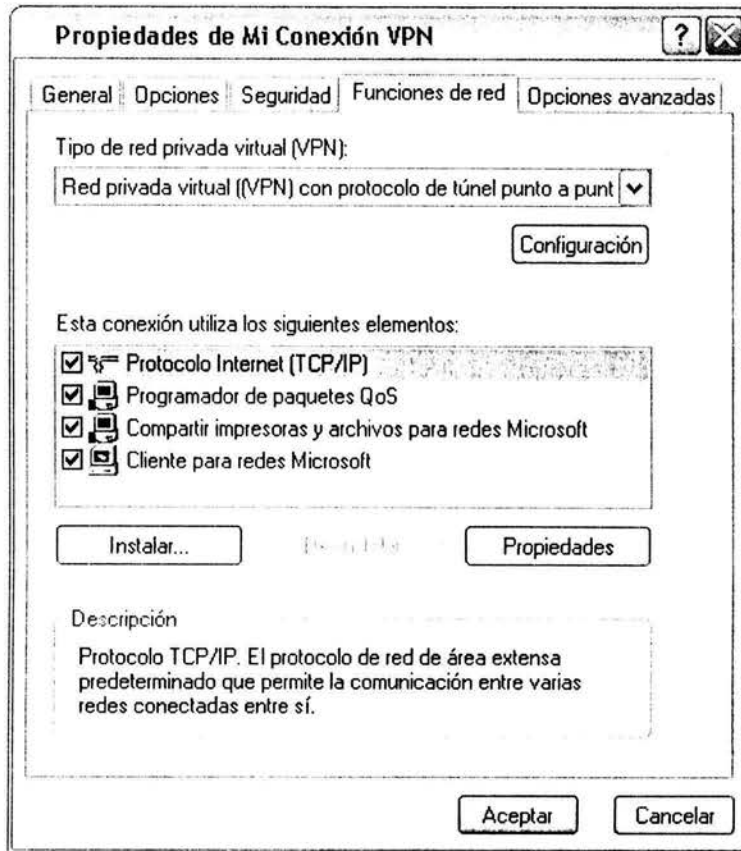 Propiedades de Mi Conexión VPN
General Opciones Seguridad Funciones de red Opciones avanzadas
Tipo de red privada virtual (VPN):
Red privada virtual ((VPN) con protocolo de túnel punto a punt
Configuración
Esta conexión utiliza los siguientes elementos:
Protocolo Internet (TCP/IP)
Programador de paquetes QoS
Compartir impresoras y archivos para redes Microsoft
Cliente para redes Microsoft
Instalar... Propiedades
Descripción
Protocolo TCP/IP. El protocolo de red de área extensa
predeterminado que permite la comunicación entre varias
redes conectadas entre sí.
Aceptar Cancelar